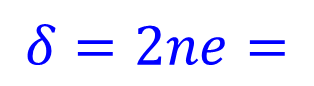 δ = 2ne =